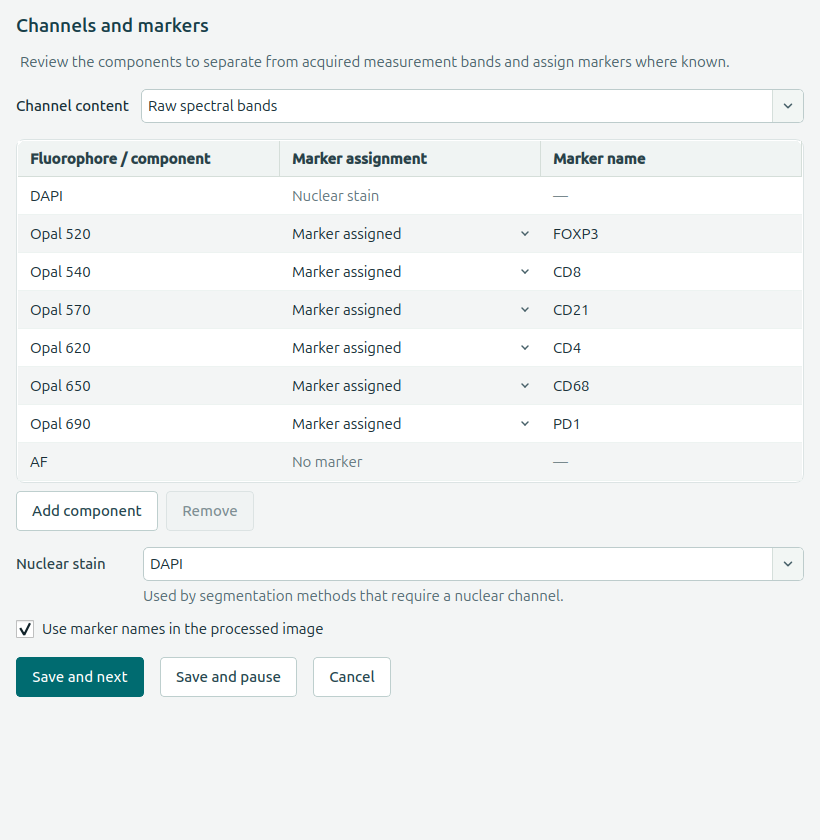 Channels and markers
Review the components to separate from acquired measurement bands and assign markers where known.
Channel content Raw spectral bands
Fluorophore / component Marker assignment Marker name
DAPI Nuclear stain —
Opal 520 Marker assigned FOXP3
Opal 540 Marker assigned CD8
Opal 570 Marker assigned CD21
Opal 620 Marker assigned CD4
Opal 650 Marker assigned CD68
Opal 690 Marker assigned PD1
AF No marker —
Add component Remove
Nuclear stain DAPI
Used by segmentation methods that require a nuclear channel.
Use marker names in the processed image
Save and next Save and pause Cancel